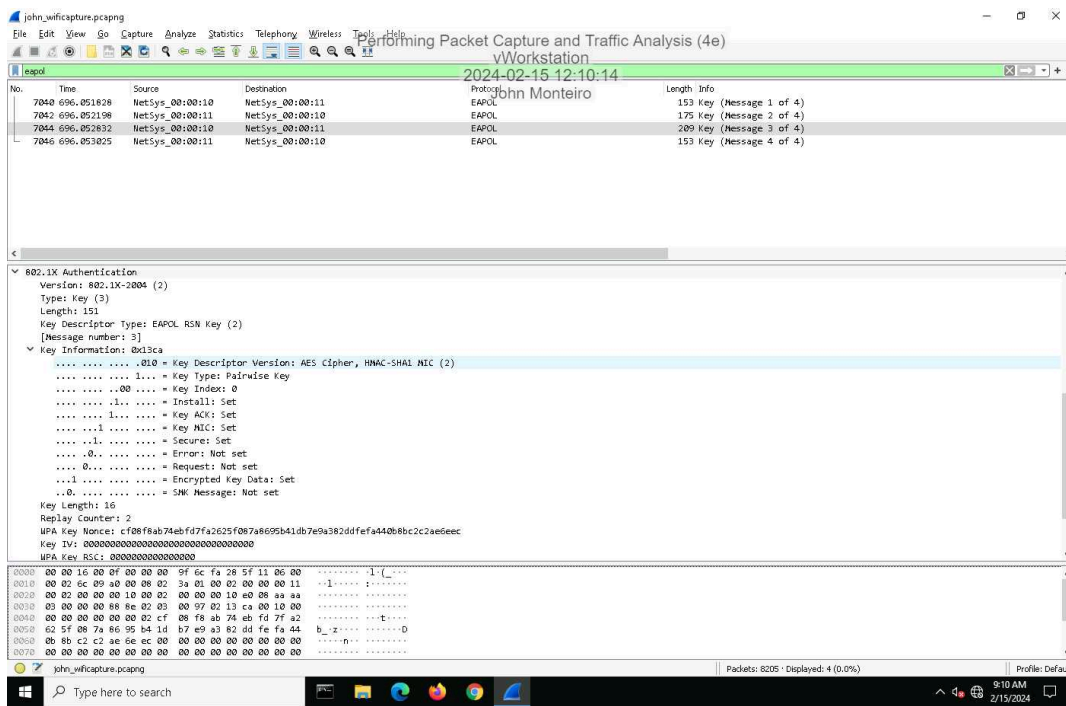 john_wificapture.pcapng
File Edit View Go Capture Analyze Statistics Telephony Wireless Tools Help
Performing Packet Capture and Traffic Analysis (4e)
vWorkstation
2024-02-15 12:10:14
John Monteiro
eapol
No. Time Source Destination Protocol Length Info
7040 696.051828 NetSys_00:00:10 NetSys_00:00:11 EAPOL 153 Key (Message 1 of 4)
7042 696.052198 NetSys_00:00:11 NetSys_00:00:10 EAPOL 175 Key (Message 2 of 4)
7044 696.052832 NetSys_00:00:10 NetSys_00:00:11 EAPOL 209 Key (Message 3 of 4)
7046 696.053025 NetSys_00:00:11 NetSys_00:00:10 EAPOL 153 Key (Message 4 of 4)
802.1X Authentication
Version: 802.1X-2004 (2)
Type: Key (3)
Length: 151
Key Descriptor Type: EAPOL RSN Key (2)
[Message number: 3]
Key Information: 0x13ca
.... .... .... .010 = Key Descriptor Version: AES Cipher, HMAC-SHA1 MIC (2)
.... .... .... 1... = Key Type: Pairwise Key
.... .... ..00 .... = Key Index: 0
.... .... .1.. .... = Install: Set
.... .... 1... .... = Key ACK: Set
.... ...1 .... .... = Key MIC: Set
.... ..1. .... .... = Secure: Set
.... .0.. .... .... = Error: Not set
.... 0... .... .... = Request: Not set
...1 .... .... .... = Encrypted Key Data: Set
..0. .... .... .... = SMK Message: Not set
Key Length: 16
Replay Counter: 2
WPA Key Nonce: cf08f8ab74ebfd7fa2625f087a8695b41db7e9a382ddfefa440b8bc2c2ae6eec
Key IV: 00000000000000000000000000000000
WPA Key RSC: 0000000000000000
0000 00 00 16 00 0f 00 00 00 9f 6c fa 28 5f 11 06 00 ········ ·l·(_···
0010 00 02 6c 09 a0 00 08 02 3a 01 00 02 00 00 00 11 ··l····· :·······
0020 00 02 00 00 00 10 00 02 00 00 00 10 e0 08 aa aa ········ ········
0030 03 00 00 00 88 8e 02 03 00 97 02 13 ca 00 10 00 ········ ········
0040 00 00 00 00 00 00 02 cf 08 f8 ab 74 eb fd 7f a2 ········ ···t····
0050 62 5f 08 7a 86 95 b4 1d b7 e9 a3 82 dd fe fa 44 b_·z···· ·······D
0060 0b 8b c2 c2 ae 6e ec 00 00 00 00 00 00 00 00 00 ·····n·· ········
0070 00 00 00 00 00 00 00 00 00 00 00 00 00 00 00 00 ········ ········
john_wificapture.pcapng Packets: 8205 · Displayed: 4 (0.0%) Profile: Defau
Type here to search
9:10 AM
2/15/2024